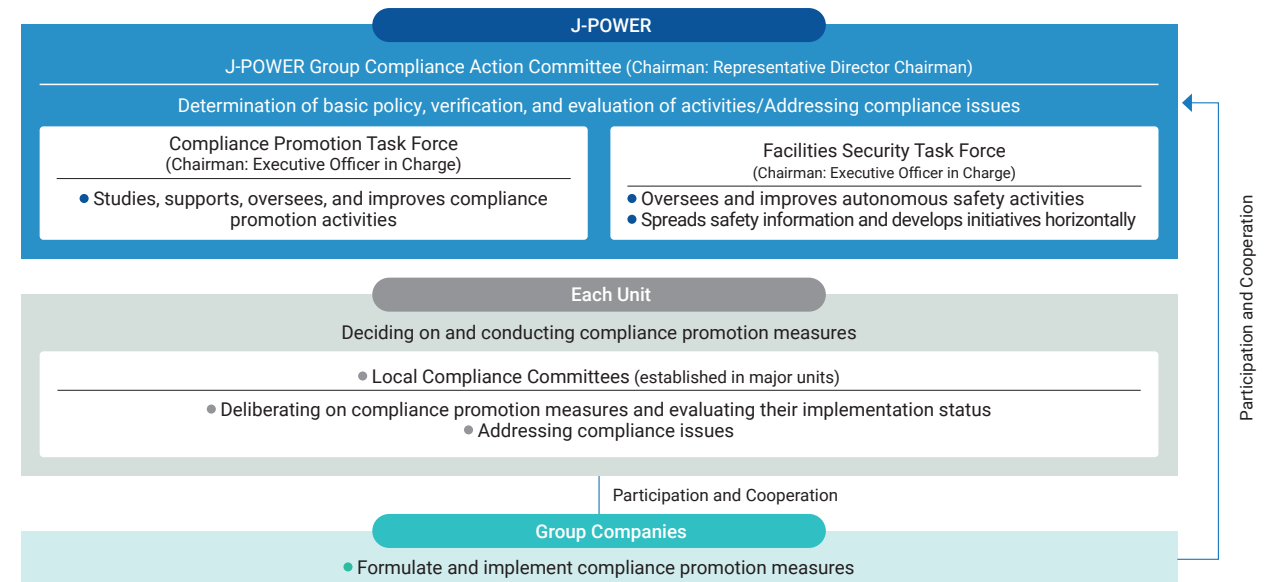 J-POWER
J-POWER Group Compliance Action Committee (Chairman: Representative Director Chairman)
Determination of basic policy, verification, and evaluation of activities/Addressing compliance issues
Compliance Promotion Task Force
(Chairman: Executive Officer in Charge)
● Studies, supports, oversees, and improves compliance
promotion activities
Facilities Security Task Force
(Chairman: Executive Officer in Charge)
● Oversees and improves autonomous safety activities
● Spreads safety information and develops initiatives horizontally
Each Unit
Deciding on and conducting compliance promotion measures
● Local Compliance Committees (established in major units)
● Deliberating on compliance promotion measures and evaluating their implementation status
● Addressing compliance issues
Participation and Cooperation
Group Companies
● Formulate and implement compliance promotion measures
Participation and Cooperation